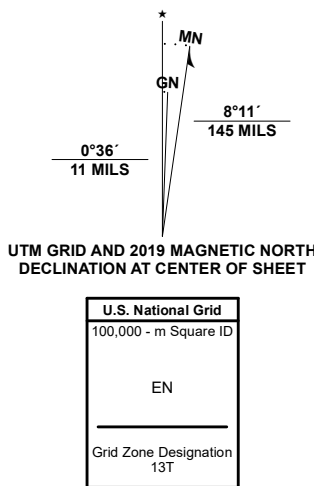 ★
MN
GN
8°11´
145 MILS
0°36´
11 MILS
UTM GRID AND 2019 MAGNETIC NORTH
DECLINATION AT CENTER OF SHEET
U.S. National Grid
100,000 - m Square ID
EN
Grid Zone Designation
13T